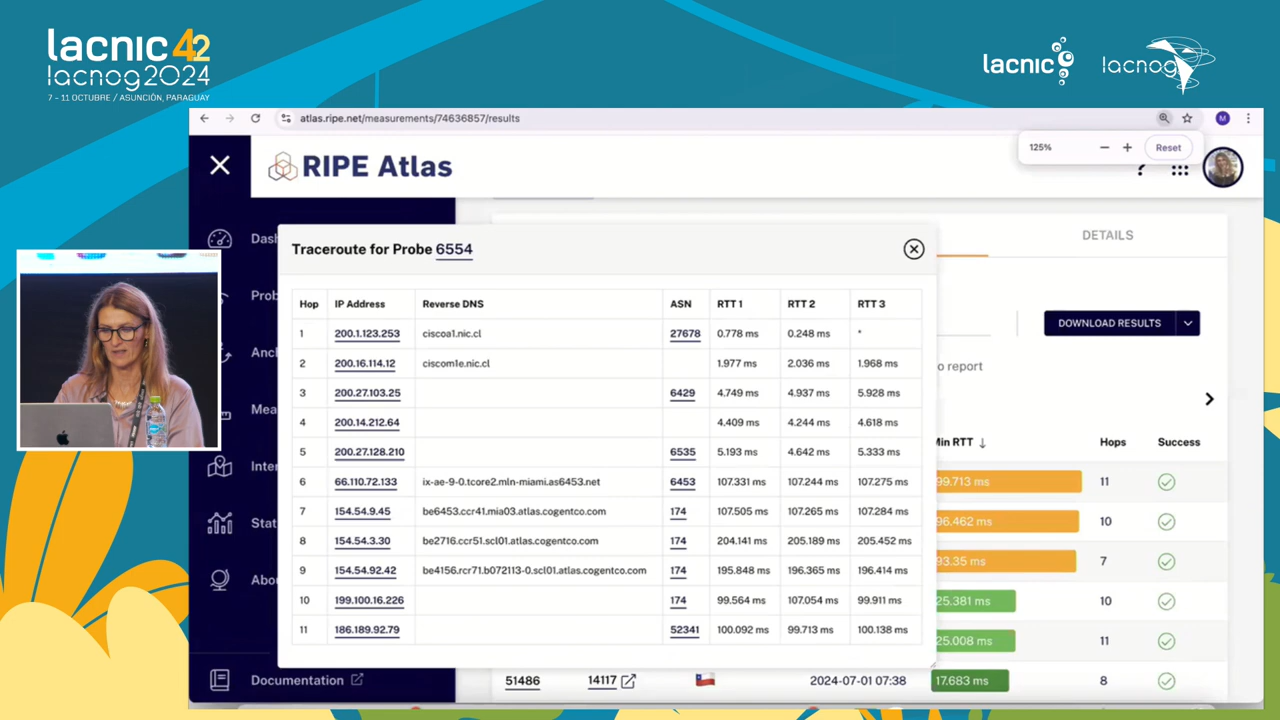 lacnic 42
lacnog2024
7 - 11 OCTUBRE / ASUNCIÓN, PARAGUAY
lacnic
lacnog
atlas.ripe.net/measurements/74636857/results
M
125%
Reset
RIPE Atlas
Traceroute for Probe 6554
DETAILS
DOWNLOAD RESULTS
o report
Hop IP Address Reverse DNS ASN RTT 1 RTT 2 RTT 3
1 200.1.123.253 ciscoa1.nic.cl 27678 0.778 ms 0.248 ms *
2 200.16.114.12 ciscom1e.nic.cl 1.977 ms 2.036 ms 1.968 ms
3 200.27.103.25 6429 4.749 ms 4.937 ms 5.928 ms
4 200.14.212.64 4.409 ms 4.244 ms 4.618 ms
5 200.27.128.210 6535 5.193 ms 4.642 ms 5.333 ms
6 66.110.72.133 ix-ae-9-0.tcore2.mln-miami.as6453.net 6453 107.331 ms 107.244 ms 107.275 ms
7 154.54.9.45 be6453.ccr41.mia03.atlas.cogentco.com 174 107.505 ms 107.265 ms 107.284 ms
8 154.54.3.30 be2716.ccr51.scl01.atlas.cogentco.com 174 204.141 ms 205.189 ms 205.452 ms
9 154.54.92.42 be4156.rcr71.b072113-0.scl01.atlas.cogentco.com 174 195.848 ms 196.365 ms 196.414 ms
10 199.100.16.226 174 99.564 ms 107.054 ms 99.911 ms
11 186.189.92.79 52341 100.092 ms 99.713 ms 100.138 ms
Min RTT Hops Success
99.713 ms 11
96.462 ms 10
93.35 ms 7
25.381 ms 10
25.008 ms 11
51486 14117 2024-07-01 07:38 17.683 ms 8
Dash
Prob
Anc
Mea
Inter
Stat
Abo
Documentation